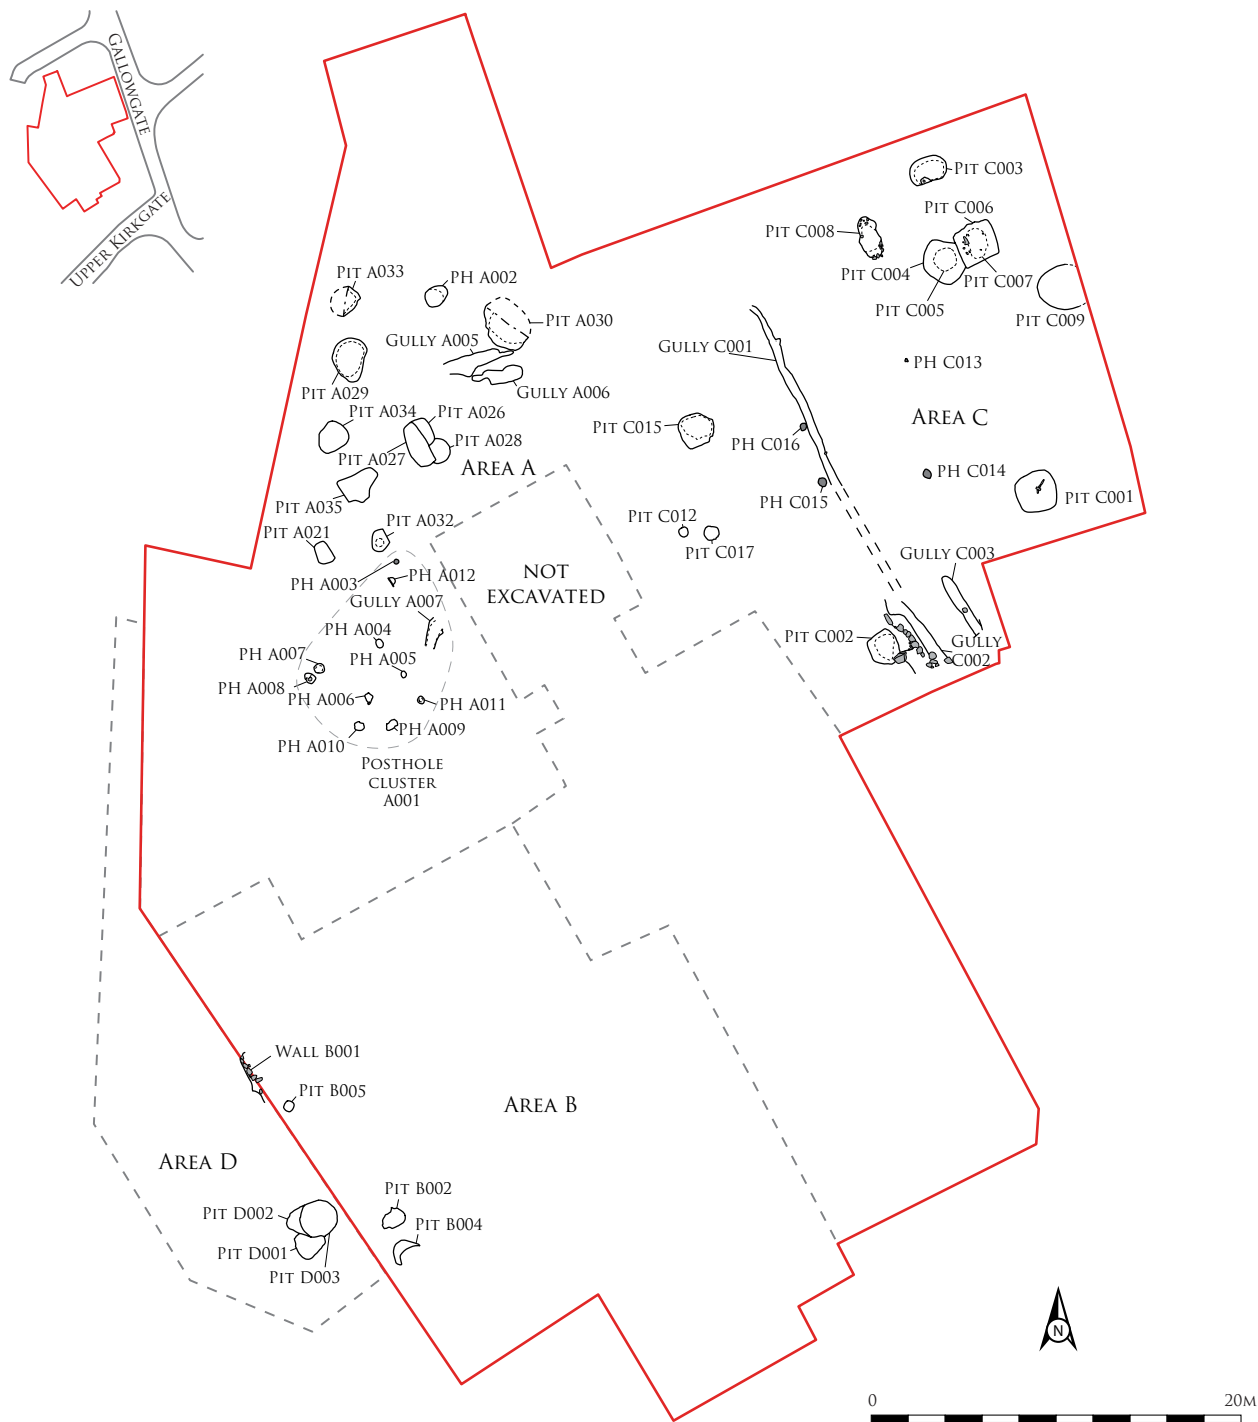 Gallowgate
Upper Kirkgate
Pit C003
Pit C006
Pit C008
Pit C004
Pit C007
Pit C005
Pit C009
Pit A033
PH A002
Pit A030
Gully A005
Gully A006
Pit A029
Gully C001
PH C013
Area C
Pit A034
Pit A026
Pit A028
Pit A027
Area A
Pit C015
PH C016
PH C014
PH C015
Pit C001
Pit A035
Pit A021
Pit A032
Pit C012
Pit C017
PH A003
PH A012
Not
Excavated
Gully C003
Gully A007
PH A004
PH A005
PH A007
PH A008
PH A006
PH A011
PH A009
PH A010
Pit C002
Gully
C002
Posthole
cluster
A001
Wall B001
Pit B005
Area B
Area D
Pit B002
Pit D002
Pit B004
Pit D001
Pit D003
N
0
20m